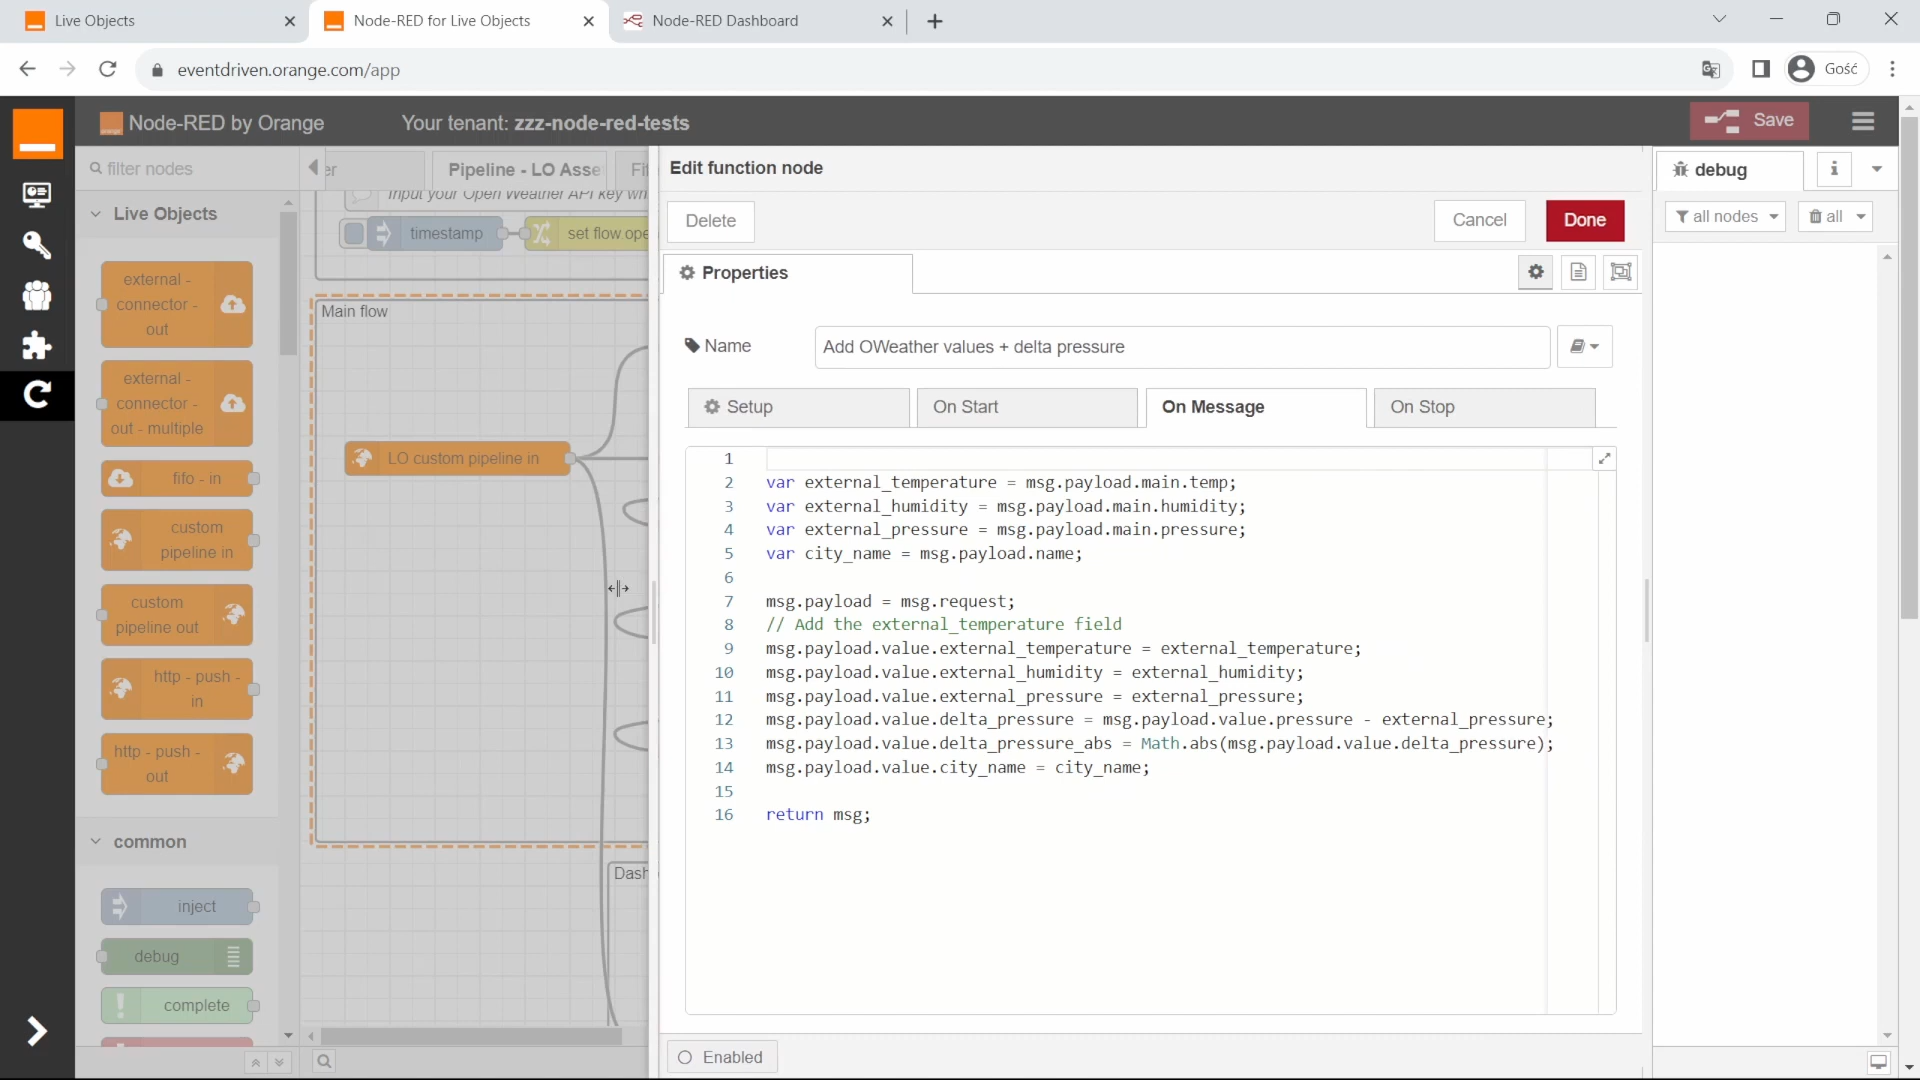 Live Objects
Node-RED for Live Objects
Node-RED Dashboard
eventdriven.orange.com/app
Gość
Node-RED by Orange
Your tenant: zzz-node-red-tests
Save
filter nodes
er
Pipeline - LO Asse
Fi
Edit function node
debug
i
Input your Open Weather API key wh
Live Objects
Delete
Cancel
Done
all nodes
all
timestamp
set flow ope
Properties
external -
connector -
out
Main flow
Name
Add OWeather values + delta pressure
external -
connector -
out - multiple
Setup
On Start
On Message
On Stop
LO custom pipeline in
fifo - in
custom
pipeline in
custom
pipeline out
http - push -
in
http - push -
out
1
2 var external_temperature = msg.payload.main.temp;
3 var external_humidity = msg.payload.main.humidity;
4 var external_pressure = msg.payload.main.pressure;
5 var city_name = msg.payload.name;
6
7 msg.payload = msg.request;
8 // Add the external_temperature field
9 msg.payload.value.external_temperature = external_temperature;
10 msg.payload.value.external_humidity = external_humidity;
11 msg.payload.value.external_pressure = external_pressure;
12 msg.payload.value.delta_pressure = msg.payload.value.pressure - external_pressure;
13 msg.payload.value.delta_pressure_abs = Math.abs(msg.payload.value.delta_pressure);
14 msg.payload.value.city_name = city_name;
15
16 return msg;
common
Dash
inject
debug
complete
Enabled